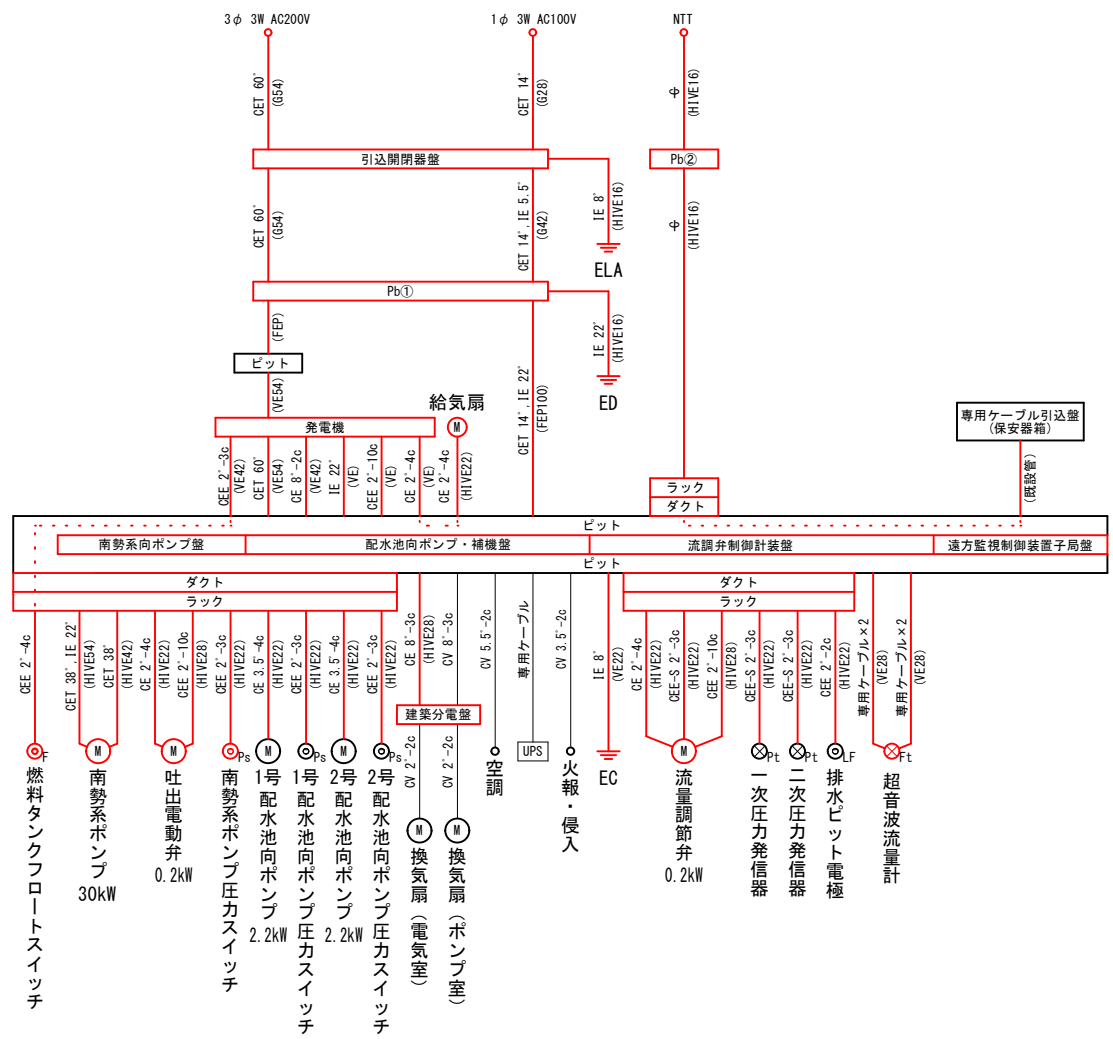 3φ 3W AC200V
1φ 3W AC100V
NTT
CET 60°
(G54)
CET 14°
(G28)
φ
(HIVE16)
引込開閉器盤
Pb②
CET 60°
(G54)
CET 14°,IE 5.5°
(G42)
IE 8°
(HIVE16)
φ
(HIVE16)
ELA
Pb①
(FEP)
IE 22°
(HIVE16)
ピット
ED
(VE54)
CET 14°,IE 22°
(FEP100)
給気扇
M
発電機
専用ケーブル引込盤
(保安器箱)
CEE 2°-3c
(VE42)
CET 60°
(VE54)
CE 8°-2c
(VE42)
IE 22°
(VE)
CEE 2°-10c
(VE)
CE 2°-4c
(VE)
CE 2°-4c
(HIVE22)
(既設管)
ラック
ダクト
ピット
南勢系向ポンプ盤
配水池向ポンプ・補機盤
流調弁制御計装盤
遠方監視制御装置子局盤
ピット
ダクト
ラック
ダクト
ラック
CEE 2°-4c
CET 38°,IE 22°
(HIVE54)
CET 38°
(HIVE42)
CE 2°-4c
(HIVE22)
CEE 2°-10c
(HIVE28)
CEE 2°-3c
(HIVE22)
CE 3.5°-4c
(HIVE22)
CEE 2°-3c
(HIVE22)
CE 3.5°-4c
(HIVE22)
CEE 2°-3c
(HIVE22)
CE 8°-3c
(HIVE28)
CV 8°-3c
CV 5.5°-2c
専用ケーブル
CV 3.5°-2c
IE 8°
(VE22)
CE 2°-4c
(HIVE22)
CEE-S 2°-3c
(HIVE22)
CEE 2°-10c
(HIVE28)
CEE-S 2°-3c
(HIVE22)
CEE-S 2°-3c
(HIVE22)
CEE 2°-2c
(HIVE22)
専用ケーブル×2
(VE28)
専用ケーブル×2
(VE28)
建築分電盤
CV 2°-2c
CV 2°-2c
F
M
M
Ps
M
Ps
M
Ps
UPS
M
Pt
Pt
LF
Ft
M
M
燃料タンクフロートスイッチ
南勢系ポンプ
30kW
吐出電動弁
0.2kW
南勢系ポンプ圧力スイッチ
1号配水池向ポンプ
2.2kW
1号配水池向ポンプ圧力スイッチ
2号配水池向ポンプ
2.2kW
2号配水池向ポンプ圧力スイッチ
換気扇（電気室）
換気扇（ポンプ室）
空調
火報・侵入
EC
流量調節弁
0.2kW
一次圧力発信器
二次圧力発信器
排水ピット電極
超音波流量計